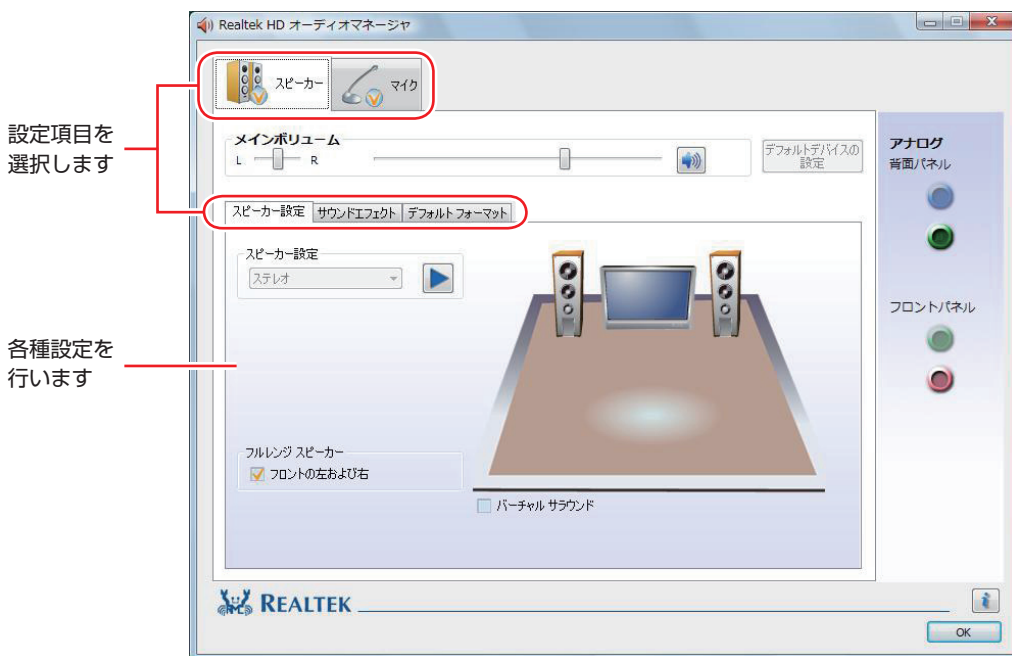 Realtek HD オーディオマネージャ
スピーカー
マイク
設定項目を
選択します
メインボリューム
L
R
デフォルトデバイスの
設定
アナログ
背面パネル
スピーカー設定
サウンドエフェクト
デフォルトフォーマット
スピーカー設定
ステレオ
フロントパネル
各種設定を
行います
フルレンジ スピーカー
フロントの左および右
バーチャル サラウンド
REALTEK
OK